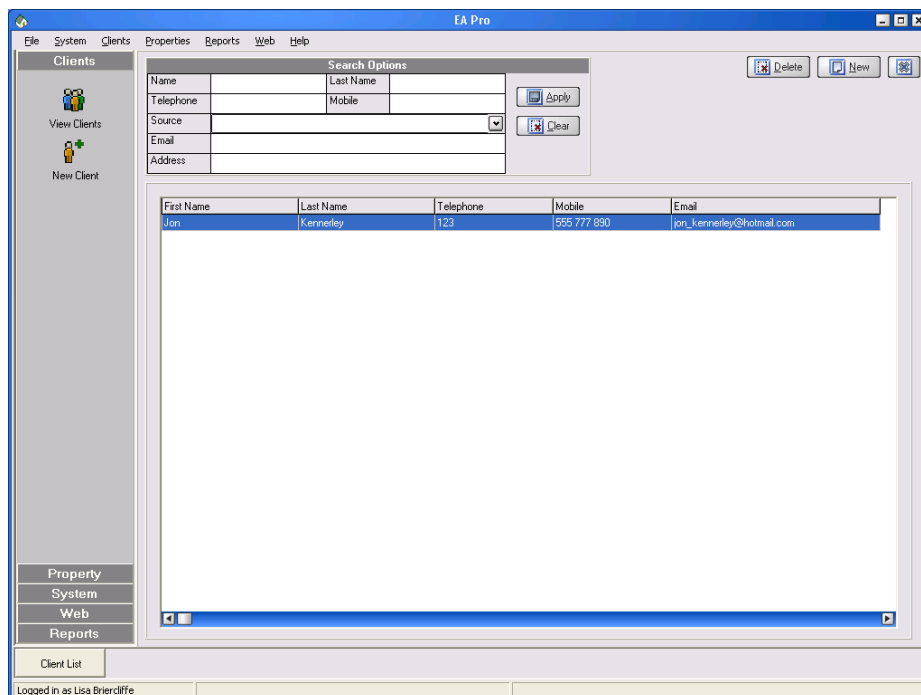 EA Pro
File System Clients Properties Reports Web Help
Clients
View Clients
New Client
Property
System
Web
Reports
Search Options
Name Last Name
Telephone Mobile
Source
Email
Address
Apply
Clear
Delete New
First Name Last Name Telephone Mobile Email
Jon Kennerley 123 555 777 890 jon_kennerley@hotmail.com
Client List
Logged in as Lisa Briercliffe